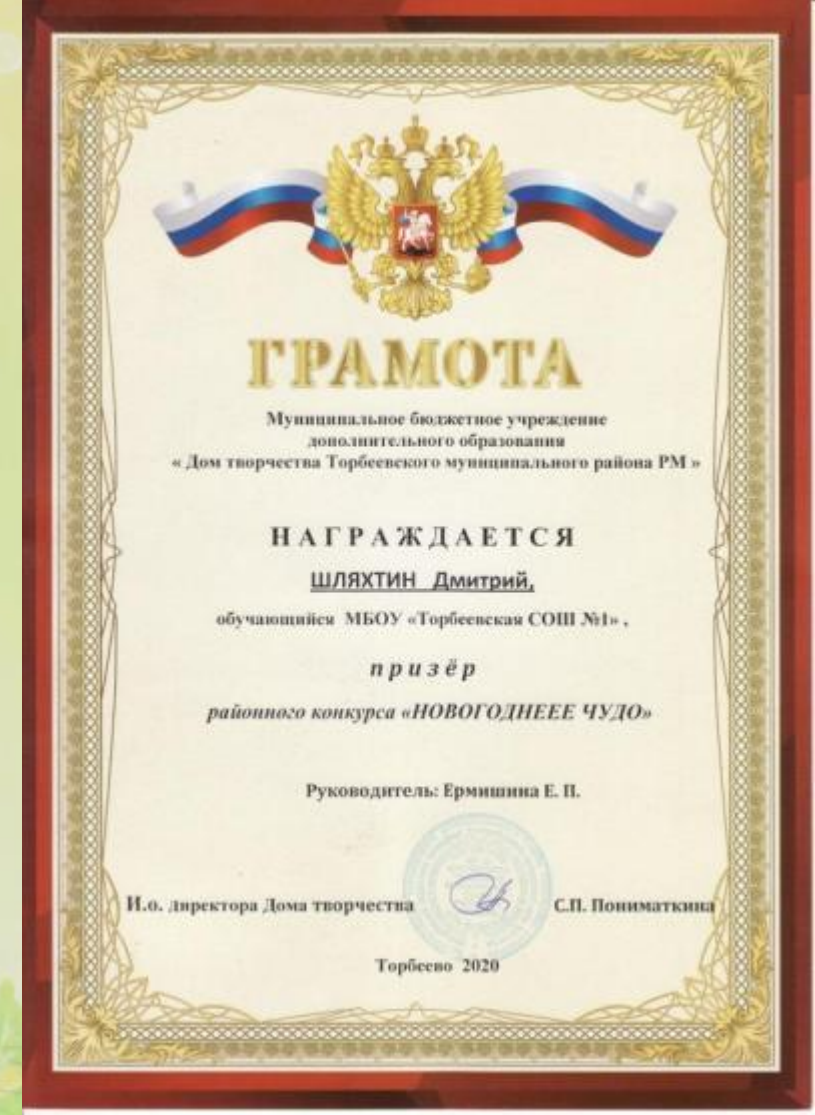 ГРАМОТА
Муниципальное бюджетное учреждение
дополнительного образования
« Дом творчества Торбеевского муниципального района РМ »
НАГРАЖДАЕТСЯ
ШЛЯХТИН Дмитрий,
обучающийся МБОУ «Торбеевская СОШ №1» ,
призёр
районного конкурса «НОВОГОДНЕЕЕ ЧУДО»
Руководитель: Ермишина Е. П.
И.о. директора Дома творчества С.П. Пониматкина
Торбеево 2020